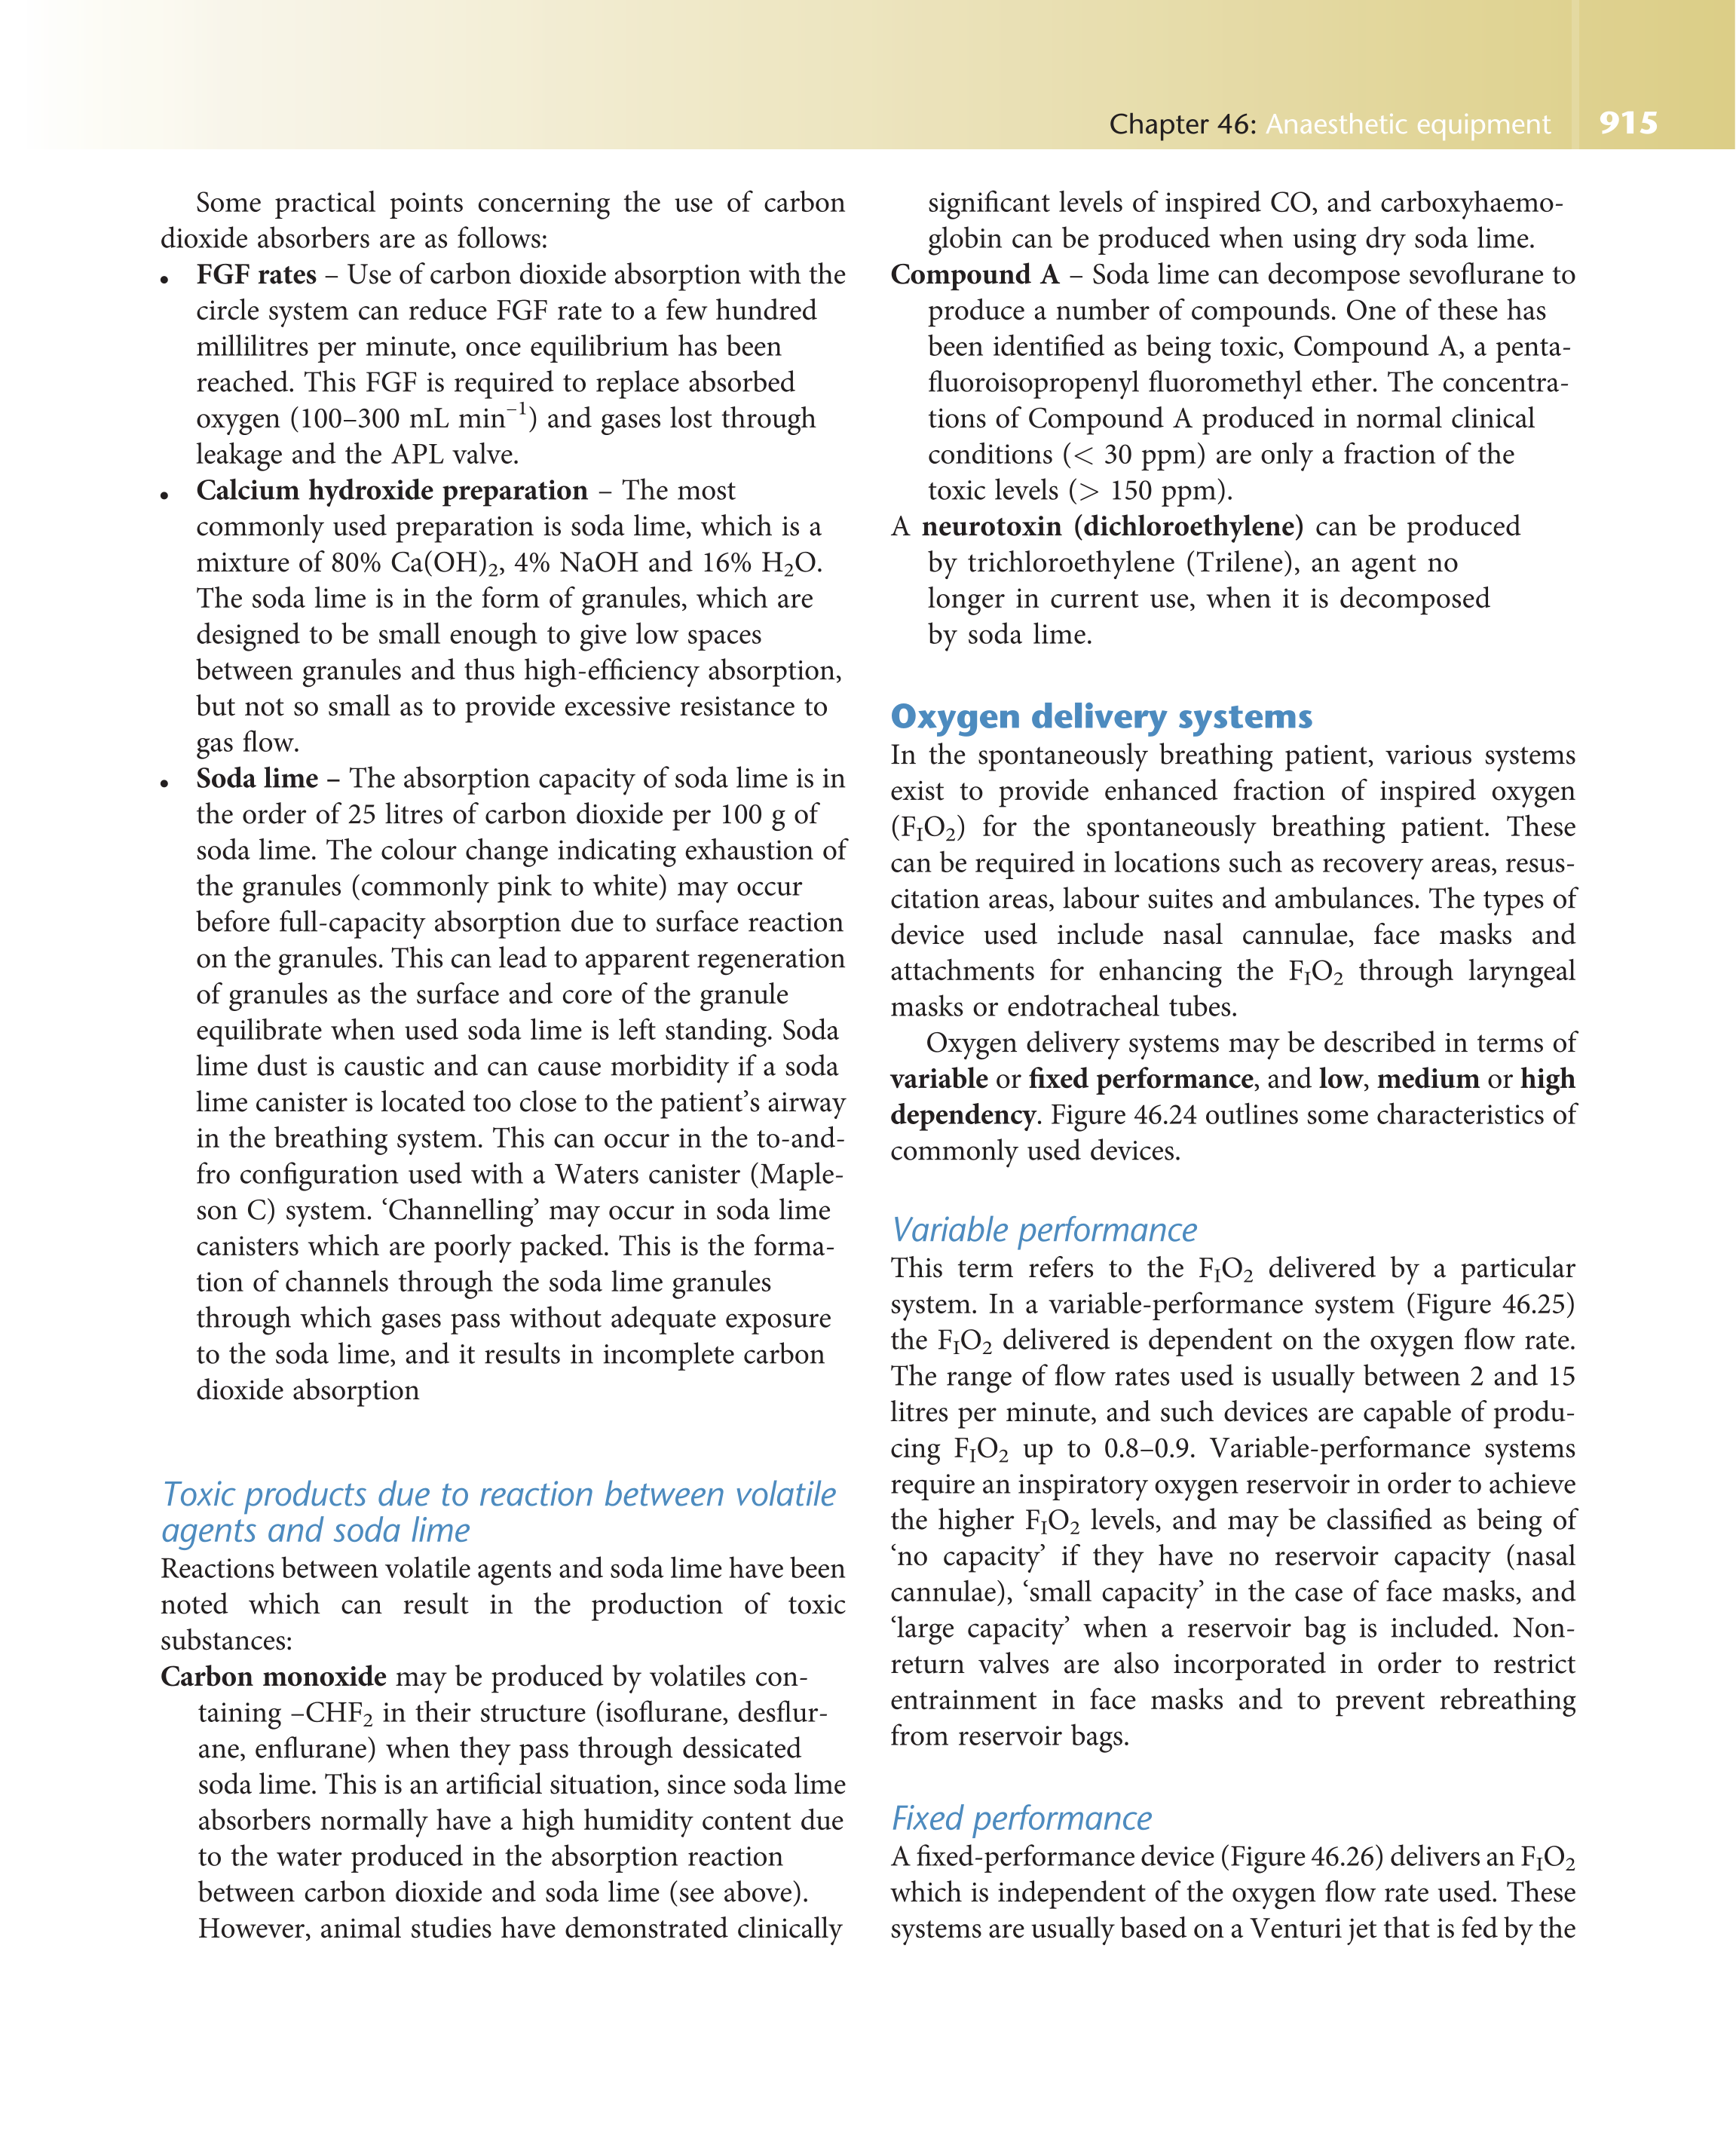 Chapter 46: Anaesthetic equipment 915
Some practical points concerning the use of carbon
dioxide absorbers are as follows:
• FGF rates – Use of carbon dioxide absorption with the
circle system can reduce FGF rate to a few hundred
millilitres per minute, once equilibrium has been
reached. This FGF is required to replace absorbed
oxygen (100–300 mL min⁻¹) and gases lost through
leakage and the APL valve.
• Calcium hydroxide preparation – The most
commonly used preparation is soda lime, which is a
mixture of 80% Ca(OH)₂, 4% NaOH and 16% H₂O.
The soda lime is in the form of granules, which are
designed to be small enough to give low spaces
between granules and thus high-efficiency absorption,
but not so small as to provide excessive resistance to
gas flow.
• Soda lime – The absorption capacity of soda lime is in
the order of 25 litres of carbon dioxide per 100 g of
soda lime. The colour change indicating exhaustion of
the granules (commonly pink to white) may occur
before full-capacity absorption due to surface reaction
on the granules. This can lead to apparent regeneration
of granules as the surface and core of the granule
equilibrate when used soda lime is left standing. Soda
lime dust is caustic and can cause morbidity if a soda
lime canister is located too close to the patient’s airway
in the breathing system. This can occur in the to-and-
fro configuration used with a Waters canister (Maple-
son C) system. ‘Channelling’ may occur in soda lime
canisters which are poorly packed. This is the forma-
tion of channels through the soda lime granules
through which gases pass without adequate exposure
to the soda lime, and it results in incomplete carbon
dioxide absorption
Toxic products due to reaction between volatile
agents and soda lime
Reactions between volatile agents and soda lime have been
noted which can result in the production of toxic
substances:
Carbon monoxide may be produced by volatiles con-
taining –CHF₂ in their structure (isoflurane, desflur-
ane, enflurane) when they pass through dessicated
soda lime. This is an artificial situation, since soda lime
absorbers normally have a high humidity content due
to the water produced in the absorption reaction
between carbon dioxide and soda lime (see above).
However, animal studies have demonstrated clinically
significant levels of inspired CO, and carboxyhaemo-
globin can be produced when using dry soda lime.
Compound A – Soda lime can decompose sevoflurane to
produce a number of compounds. One of these has
been identified as being toxic, Compound A, a penta-
fluoroisopropenyl fluoromethyl ether. The concentra-
tions of Compound A produced in normal clinical
conditions (< 30 ppm) are only a fraction of the
toxic levels (> 150 ppm).
A neurotoxin (dichloroethylene) can be produced
by trichloroethylene (Trilene), an agent no
longer in current use, when it is decomposed
by soda lime.
Oxygen delivery systems
In the spontaneously breathing patient, various systems
exist to provide enhanced fraction of inspired oxygen
(FIO₂) for the spontaneously breathing patient. These
can be required in locations such as recovery areas, resus-
citation areas, labour suites and ambulances. The types of
device used include nasal cannulae, face masks and
attachments for enhancing the FIO₂ through laryngeal
masks or endotracheal tubes.
Oxygen delivery systems may be described in terms of
variable or fixed performance, and low, medium or high
dependency. Figure 46.24 outlines some characteristics of
commonly used devices.
Variable performance
This term refers to the FIO₂ delivered by a particular
system. In a variable-performance system (Figure 46.25)
the FIO₂ delivered is dependent on the oxygen flow rate.
The range of flow rates used is usually between 2 and 15
litres per minute, and such devices are capable of produ-
cing FIO₂ up to 0.8–0.9. Variable-performance systems
require an inspiratory oxygen reservoir in order to achieve
the higher FIO₂ levels, and may be classified as being of
‘no capacity’ if they have no reservoir capacity (nasal
cannulae), ‘small capacity’ in the case of face masks, and
‘large capacity’ when a reservoir bag is included. Non-
return valves are also incorporated in order to restrict
entrainment in face masks and to prevent rebreathing
from reservoir bags.
Fixed performance
A fixed-performance device (Figure 46.26) delivers an FIO₂
which is independent of the oxygen flow rate used. These
systems are usually based on a Venturi jet that is fed by the